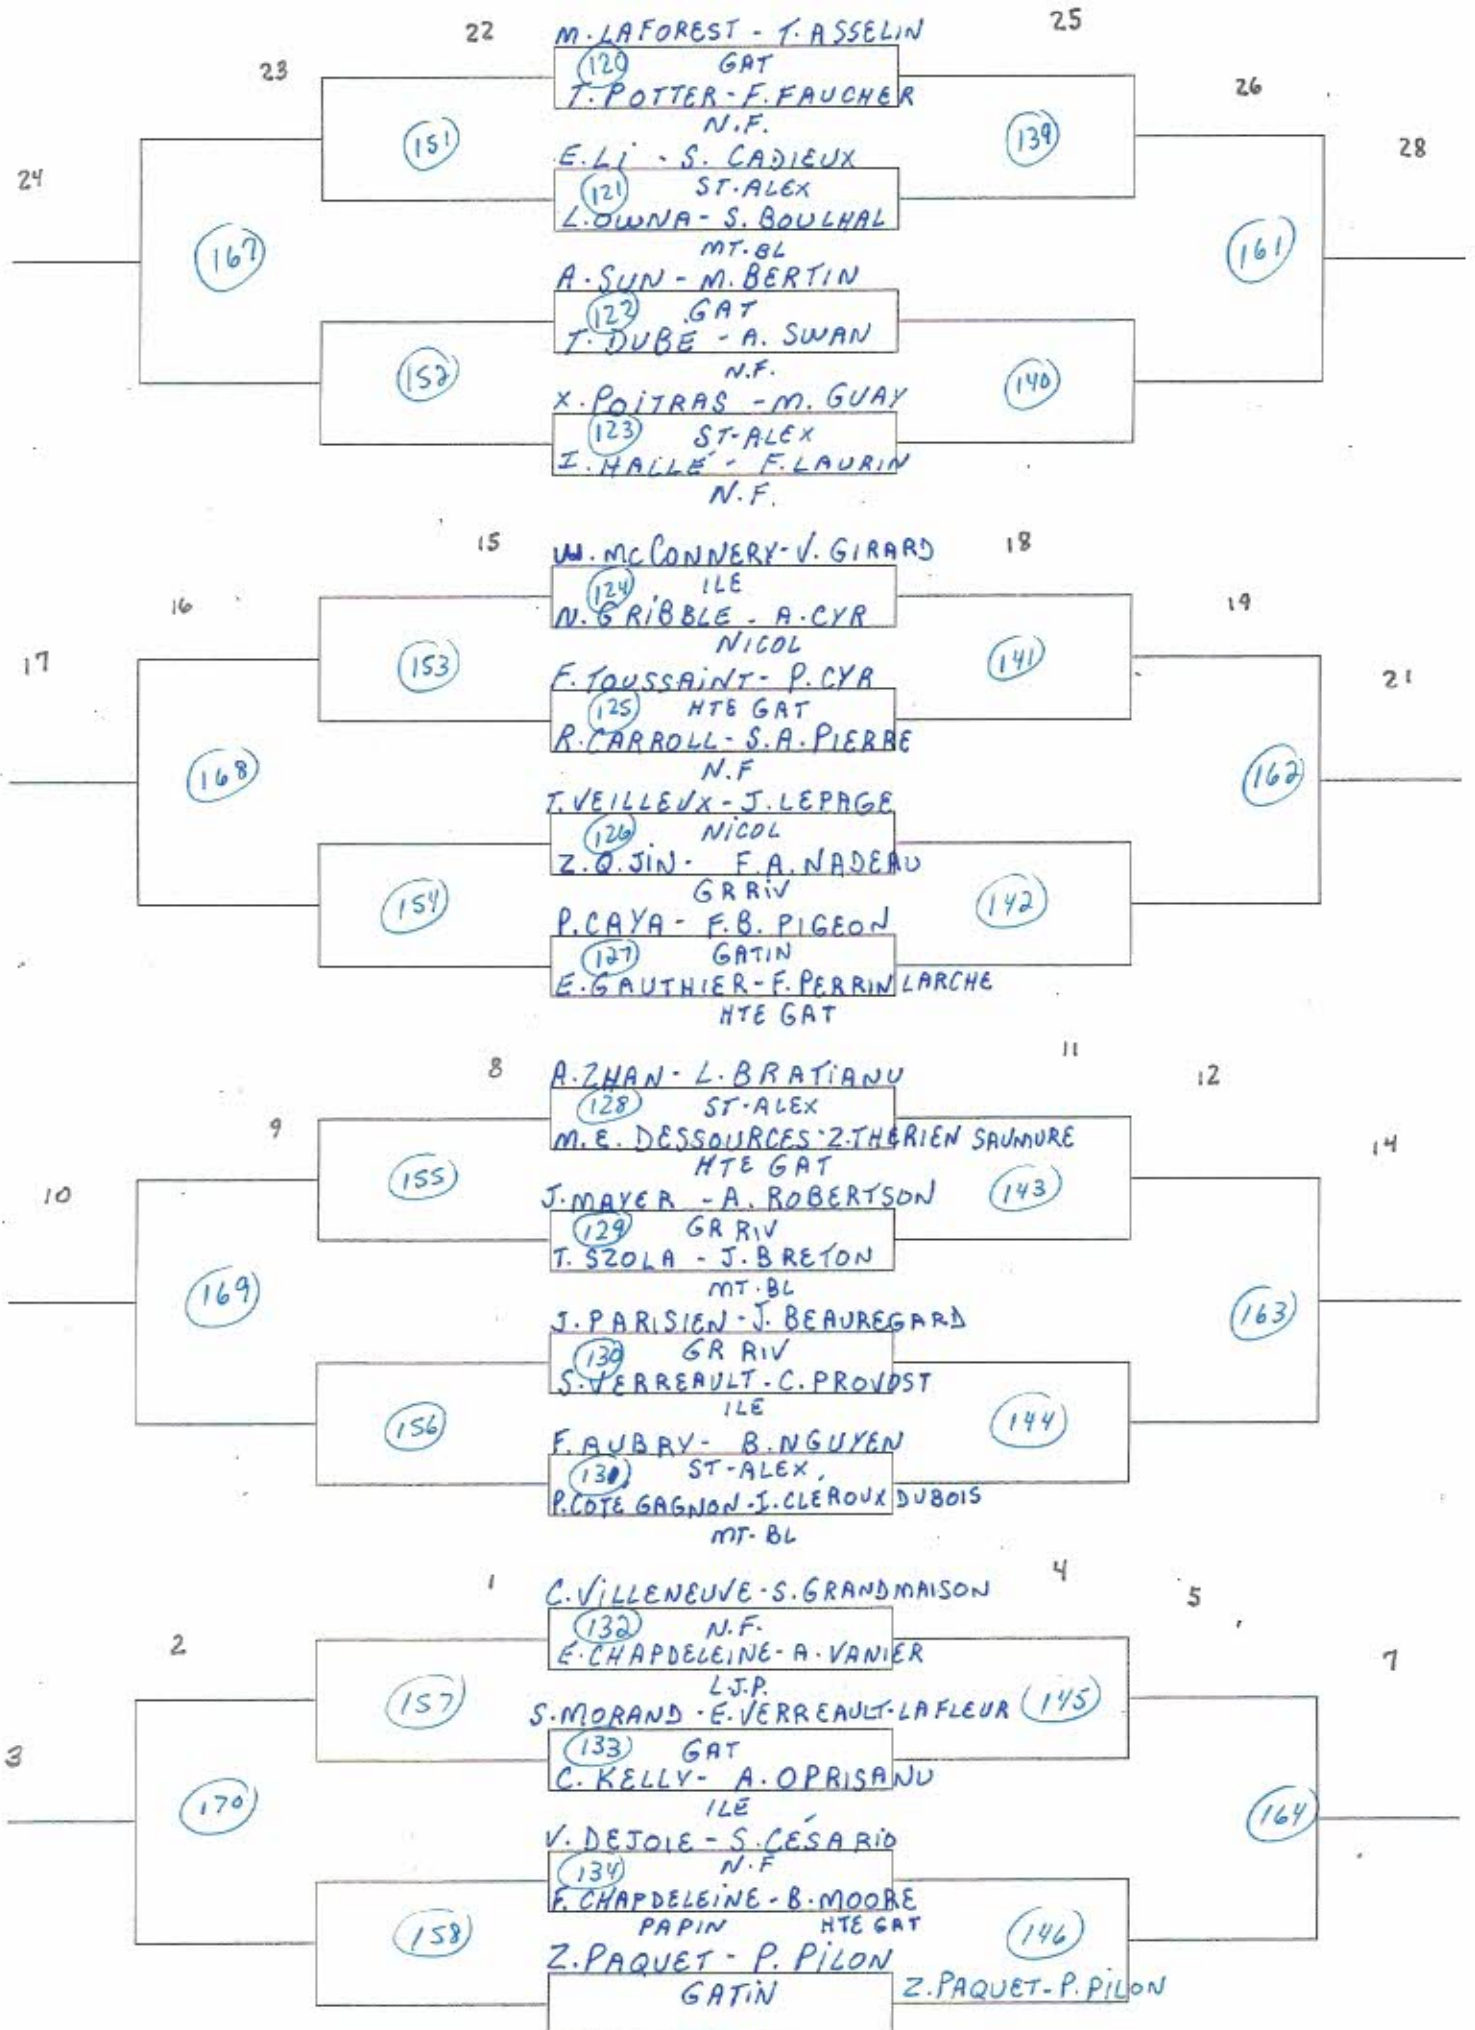 22
M. LAFOREST - T. ASSELIN
25
23
120
GAT
26
T. POTTER - F. FAUCHER
N.F.
151
139
28
E. Li - S. CADIEUX
24
121
ST-ALEX
L. OWNA - S. BOULHAL
MT. BL
167
161
A. SUN - M. BERTIN
122
GAT
T. DUBÉ - A. SWAN
N.F.
152
140
X. POITRAS - M. GUAY
123
ST-ALEX
I. HALLÉ - F. LAURIN
N.F.
15
W. McCONNERY - V. GIRARD
18
16
124
ILE
19
N. GRIBBLE - A. CYR
NICOL
17
153
141
21
F. TOUSSAINT - P. CYR
125
HTE GAT
R. CARROLL - S.A. PIERRE
N.F
168
162
T. VEILLEUX - J. LEPAGE
126
NICOL
Z.Q. JIN - F.A. NADEAU
GR RIV
154
142
P. CAYA - F.B. PIGEON
127
GATIN
E. GAUTHIER - F. PERRIN LARCHE
HTE GAT
8
A. ZHAN - L. BRATIANU
11
12
128
ST-ALEX
9
M.E. DESSOURCES - Z. THERIEN SAUMURE
14
HTE GAT
10
155
J. MAYER - A. ROBERTSON
143
129
GR RIV
T. SZOLA - J. BRETON
MT. BL
169
163
J. PARISIEN - J. BEAUREGARD
130
GR RIV
S. VERREAULT - C. PROVOST
ILE
156
144
F. AUBRY - B. NGUYEN
131
ST-ALEX
P. COTÉ GAGNON - I. CLÉROUX DUBOIS
MT- BL
1
C. VILLENEUVE - S. GRANDMAISON
4
5
132
N.F.
2
E. CHAPDELEINE - A. VANIER
7
L.J.P.
157
S. MORAND - E. VERREAULT-LAFLEUR
145
3
133
GAT
C. KELLY - A. OPRISANU
ILE
170
164
V. DEJOIE - S. CÉSARIO
134
N.F
F. CHAPDELEINE - B. MOORE
PAPIN HTE GAT
158
146
Z. PAQUET - P. PILON
GATIN
Z. PAQUET - P. PILON